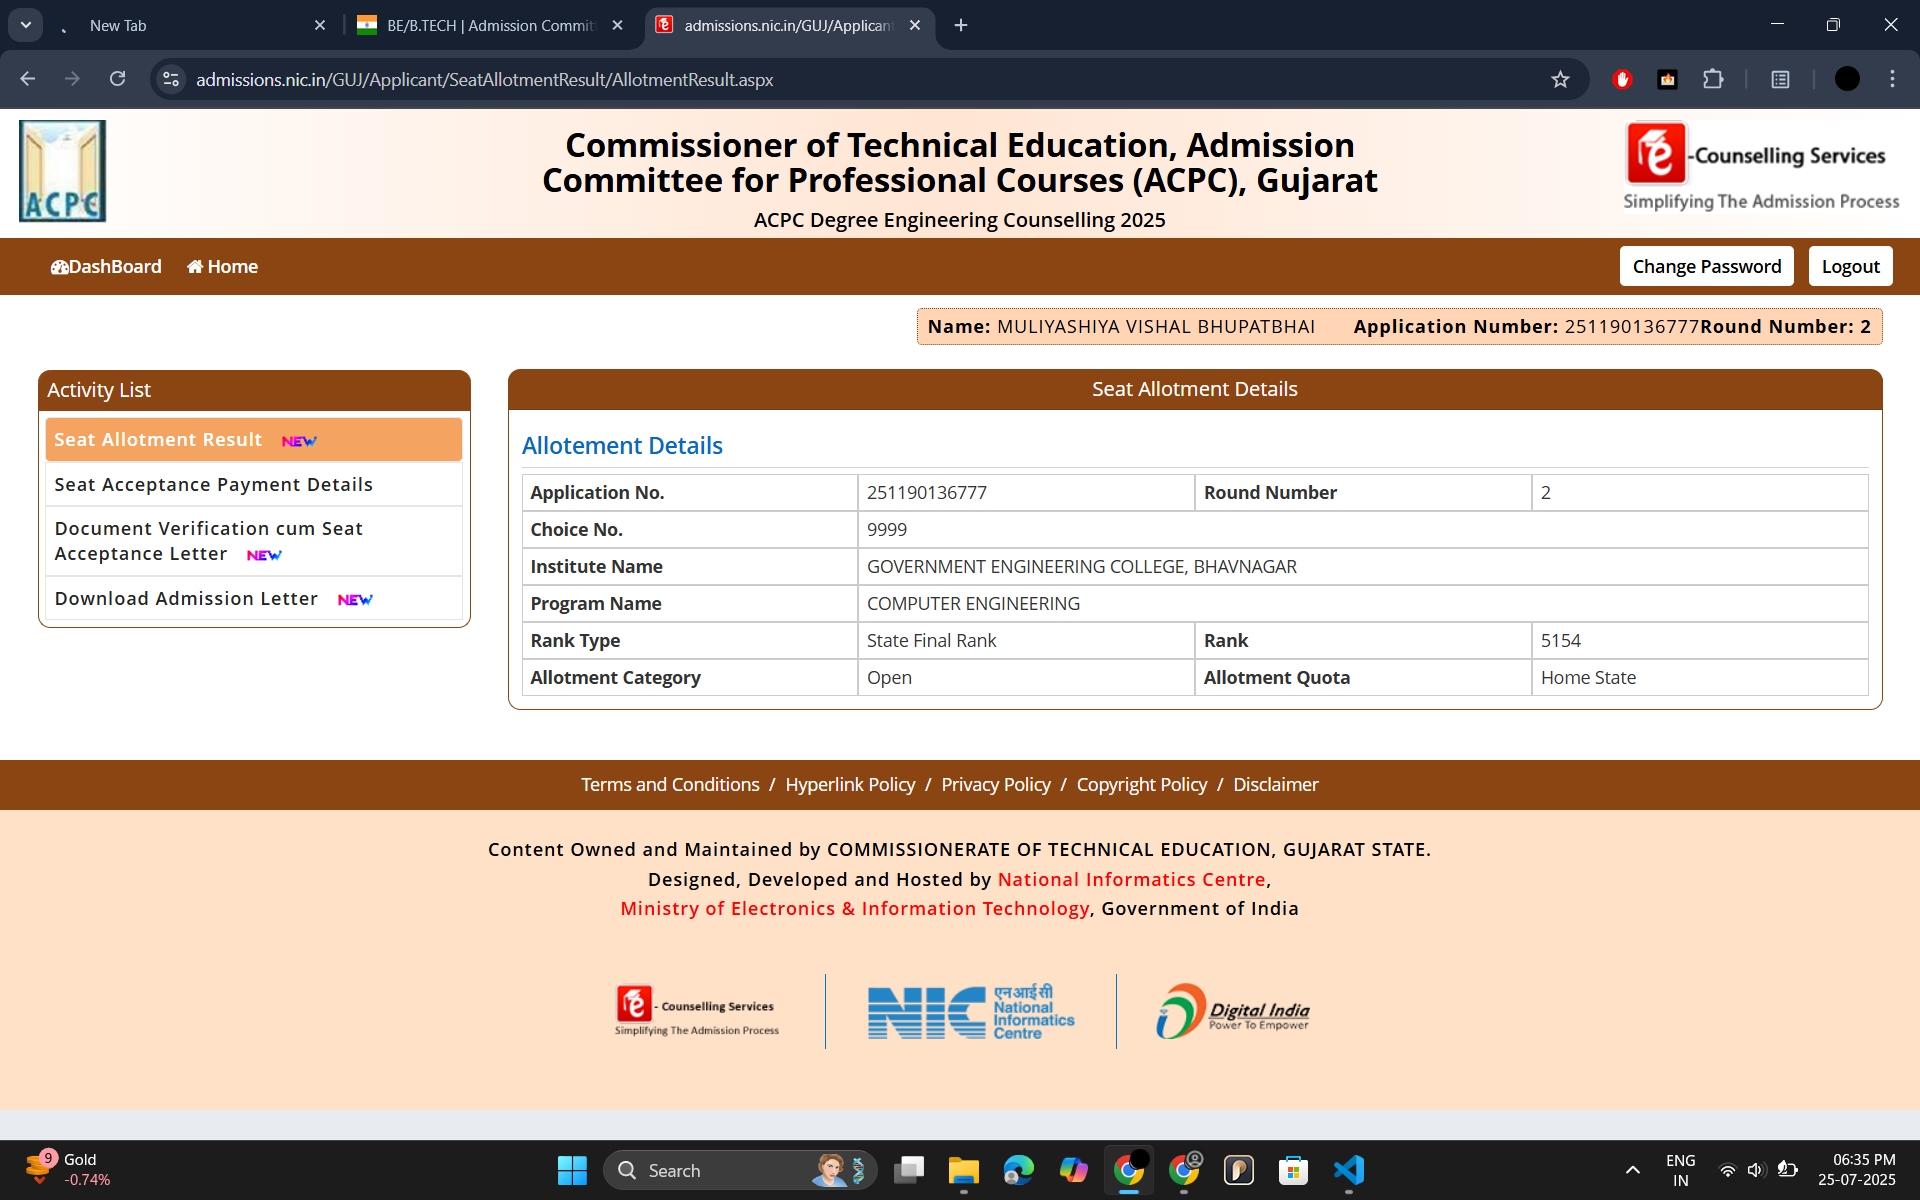 New Tab
BE/B.TECH | Admission Commit
admissions.nic.in/GUJ/Applican
admissions.nic.in/GUJ/Applicant/SeatAllotmentResult/AllotmentResult.aspx
ACPC
Commissioner of Technical Education, Admission
Committee for Professional Courses (ACPC), Gujarat
ACPC Degree Engineering Counselling 2025
e-Counselling Services
Simplifying The Admission Process
DashBoard Home
Change Password Logout
Name: MULIYASHIYA VISHAL BHUPATBHAI Application Number: 251190136777Round Number: 2
Activity List
Seat Allotment Result NEW
Seat Acceptance Payment Details
Document Verification cum Seat
Acceptance Letter NEW
Download Admission Letter NEW
Seat Allotment Details
Allotement Details
Application No. 251190136777 Round Number 2
Choice No. 9999
Institute Name GOVERNMENT ENGINEERING COLLEGE, BHAVNAGAR
Program Name COMPUTER ENGINEERING
Rank Type State Final Rank Rank 5154
Allotment Category Open Allotment Quota Home State
Terms and Conditions / Hyperlink Policy / Privacy Policy / Copyright Policy / Disclaimer
Content Owned and Maintained by COMMISSIONERATE OF TECHNICAL EDUCATION, GUJARAT STATE.
Designed, Developed and Hosted by National Informatics Centre,
Ministry of Electronics & Information Technology, Government of India
e- Counselling Services
Simplifying The Admission Process
NIC एनआईसी
National
Informatics
Centre
Digital India
Power To Empower
9
Gold
-0.74%
Search
ENG
IN
06:35 PM
25-07-2025